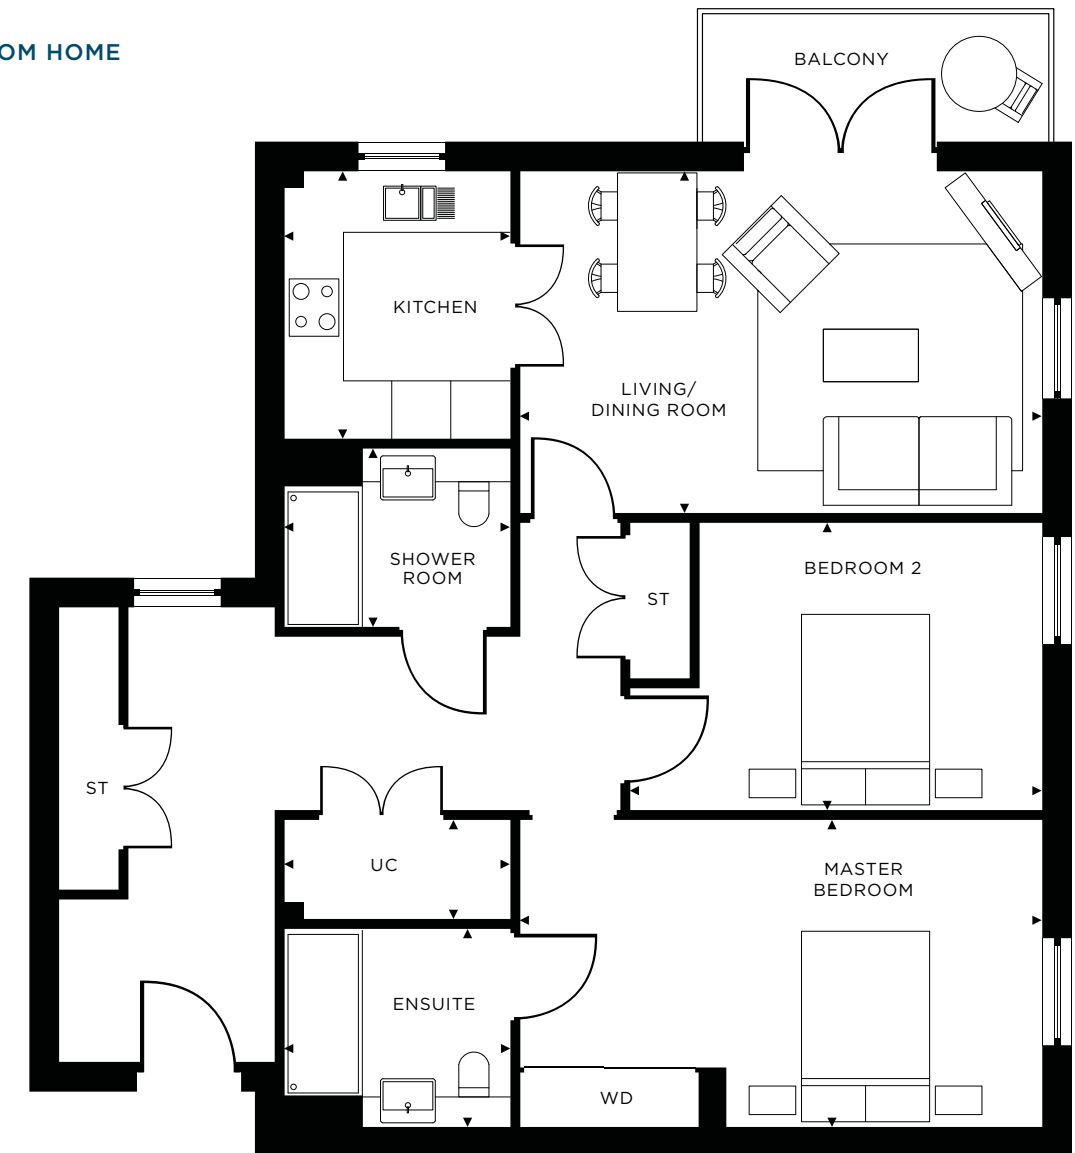 OM HOME
BALCONY
KITCHEN
LIVING/
DINING ROOM
SHOWER
ROOM
BEDROOM 2
ST
ST
UC
MASTER
BEDROOM
ENSUITE
WD